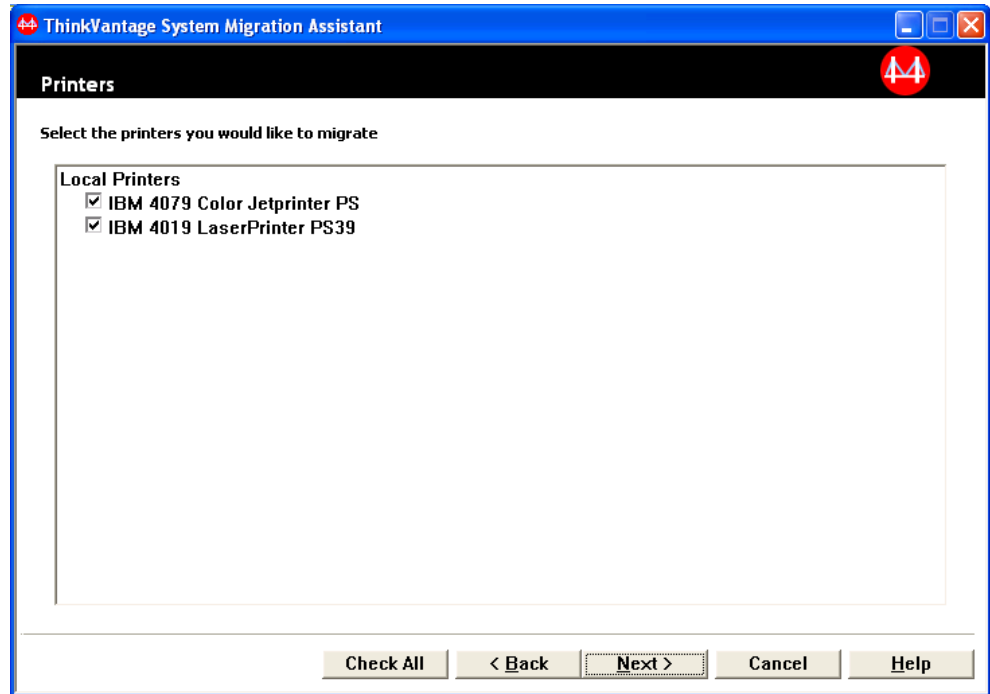 ThinkVantage System Migration Assistant
Printers
Select the printers you would like to migrate
Local Printers
IBM 4079 Color Jetprinter PS
IBM 4019 LaserPrinter PS39
Check All < Back Next > Cancel Help